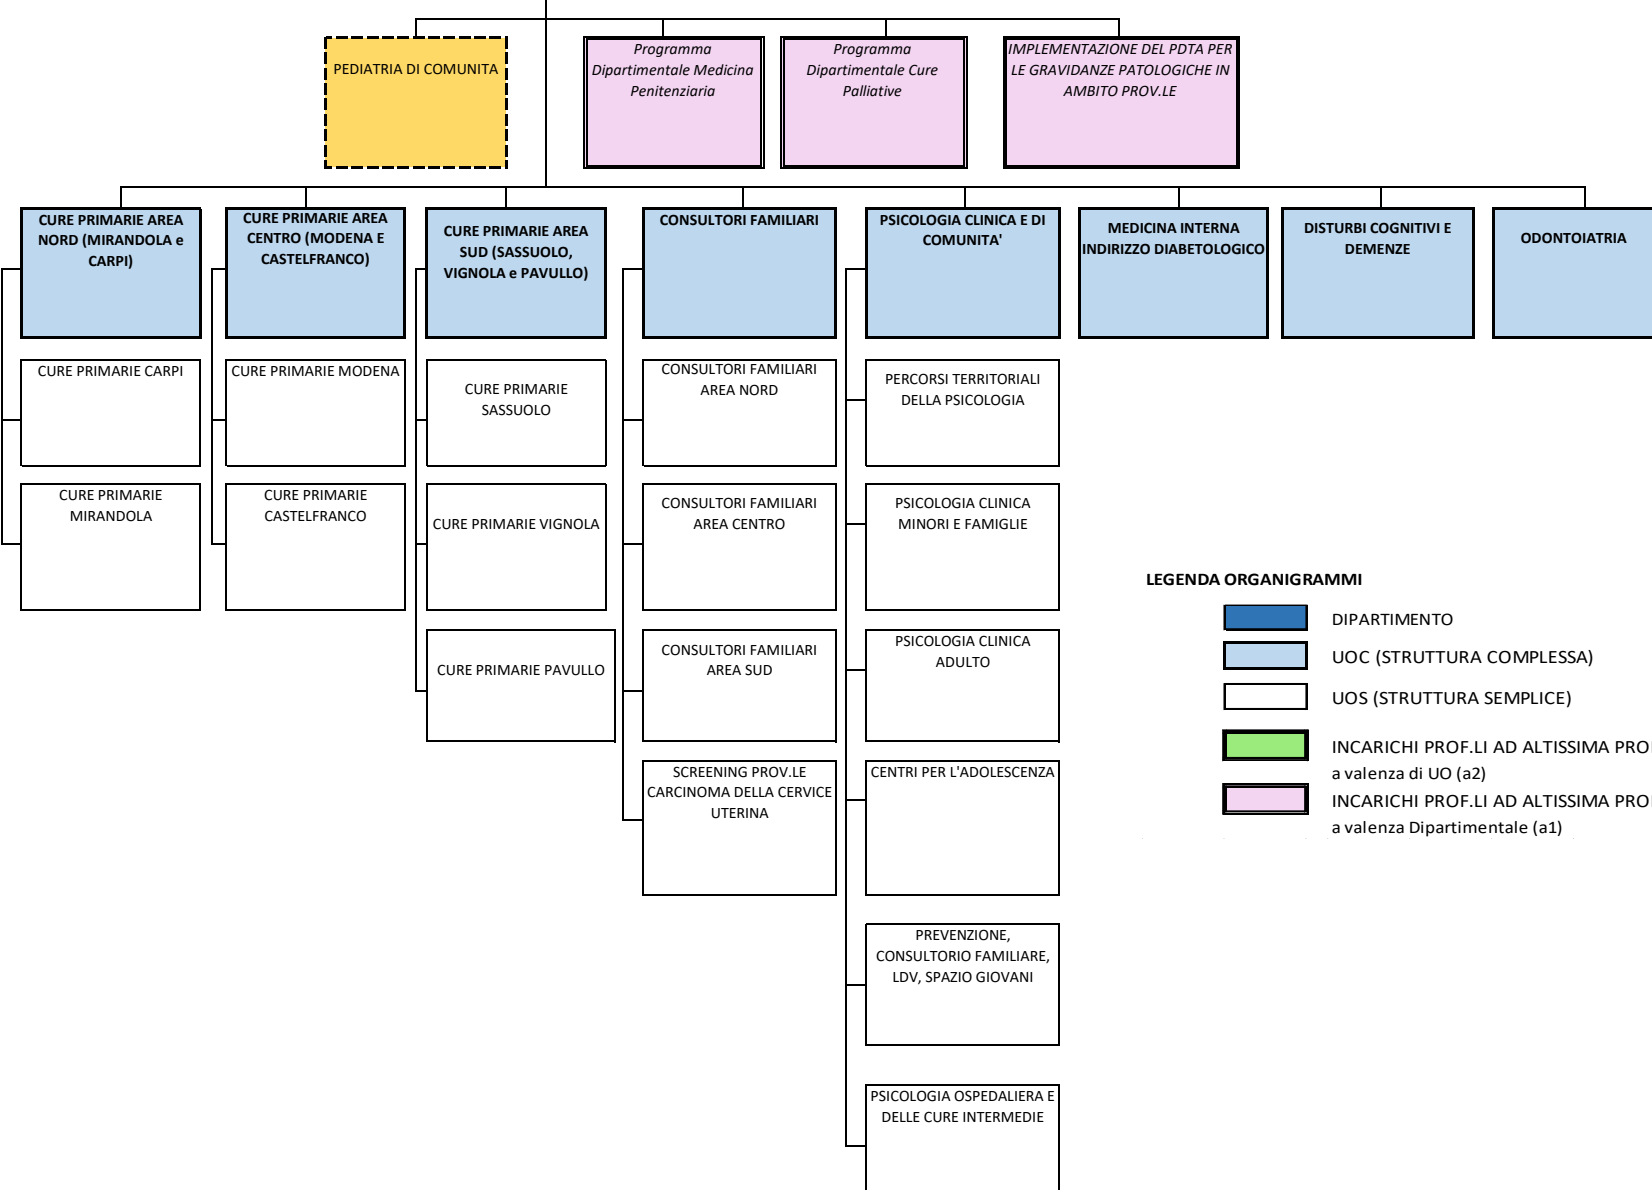 PEDIATRIA DI COMUNITA
Programma
Dipartimentale Medicina
Penitenziaria
Programma
Dipartimentale Cure
Palliative
IMPLEMENTAZIONE DEL PDTA PER
LE GRAVIDANZE PATOLOGICHE IN
AMBITO PROV.LE
CURE PRIMARIE AREA
NORD (MIRANDOLA e
CARPI)
CURE PRIMARIE AREA
CENTRO (MODENA E
CASTELFRANCO)
CURE PRIMARIE AREA
SUD (SASSUOLO,
VIGNOLA e PAVULLO)
CONSULTORI FAMILIARI
PSICOLOGIA CLINICA E DI
COMUNITA'
MEDICINA INTERNA
INDIRIZZO DIABETOLOGICO
DISTURBI COGNITIVI E
DEMENZE
ODONTOIATRIA
CURE PRIMARIE CARPI
CURE PRIMARIE MODENA
CURE PRIMARIE
SASSUOLO
CONSULTORI FAMILIARI
AREA NORD
PERCORSI TERRITORIALI
DELLA PSICOLOGIA
CURE PRIMARIE
MIRANDOLA
CURE PRIMARIE
CASTELFRANCO
CURE PRIMARIE VIGNOLA
CONSULTORI FAMILIARI
AREA CENTRO
PSICOLOGIA CLINICA
MINORI E FAMIGLIE
CURE PRIMARIE PAVULLO
CONSULTORI FAMILIARI
AREA SUD
PSICOLOGIA CLINICA
ADULTO
SCREENING PROV.LE
CARCINOMA DELLA CERVICE
UTERINA
CENTRI PER L'ADOLESCENZA
PREVENZIONE,
CONSULTORIO FAMILIARE,
LDV, SPAZIO GIOVANI
PSICOLOGIA OSPEDALIERA E
DELLE CURE INTERMEDIE
LEGENDA ORGANIGRAMMI
DIPARTIMENTO
UOC (STRUTTURA COMPLESSA)
UOS (STRUTTURA SEMPLICE)
INCARICHI PROF.LI AD ALTISSIMA PRO
a valenza di UO (a2)
INCARICHI PROF.LI AD ALTISSIMA PRO
a valenza Dipartimentale (a1)